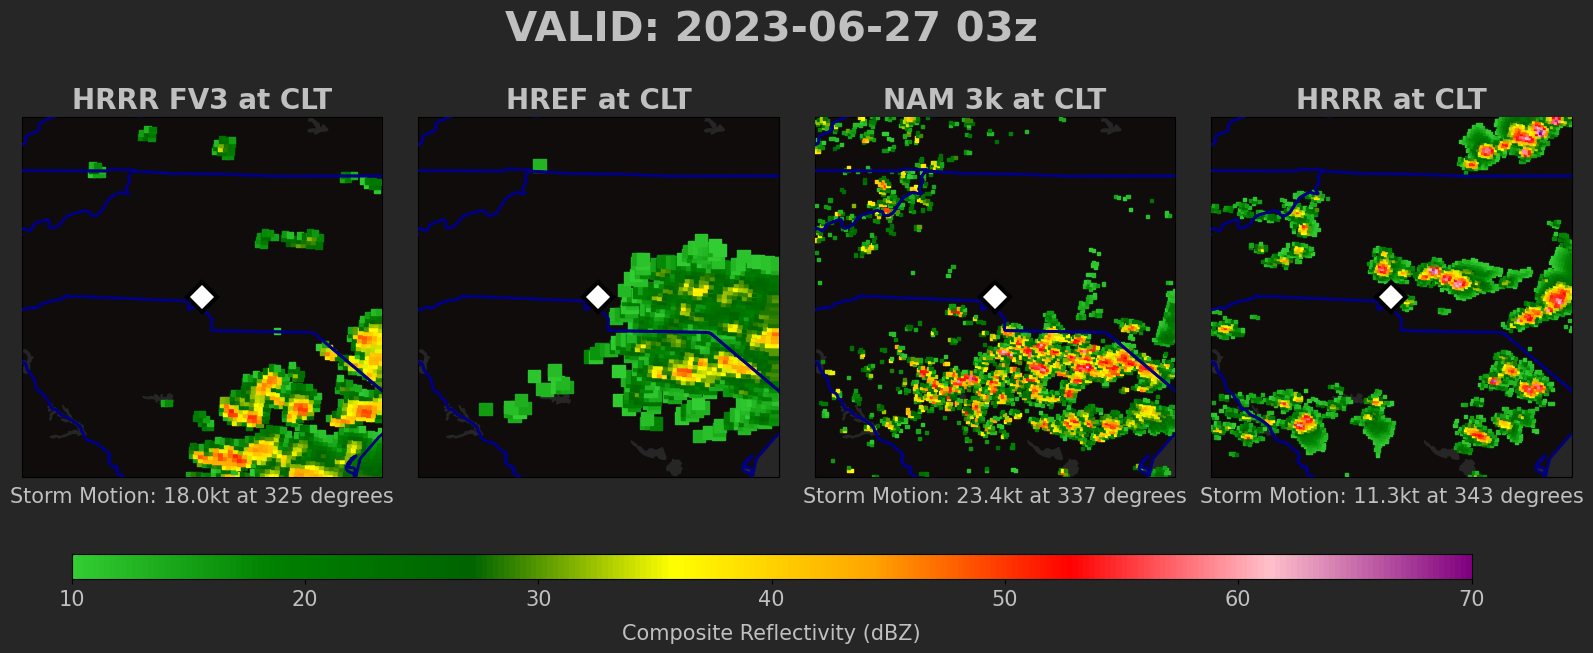 VALID: 2023-06-27 03z
HRRR FV3 at CLT
HREF at CLT
NAM 3k at CLT
HRRR at CLT
Storm Motion: 18.0kt at 325 degrees
Storm Motion: 23.4kt at 337 degrees
Storm Motion: 11.3kt at 343 degrees
10 20 30 40 50 60 70
Composite Reflectivity (dBZ)